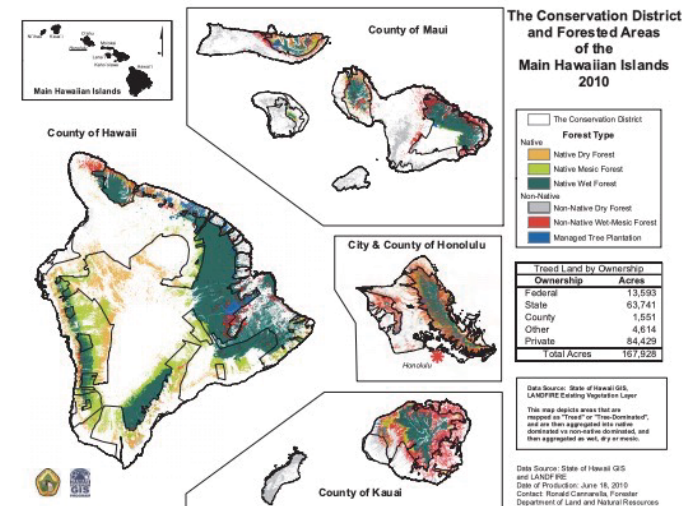 The Conservation District
and Forested Areas
of the
Main Hawaiian Islands
2010
Main Hawaiian Islands
County of Maui
County of Hawaii
City & County of Honolulu
Honolulu
County of Kauai
The Conservation District
Forest Type
Native
Native Dry Forest
Native Mesic Forest
Native Wet Forest
Non-Native
Non-Native Dry Forest
Non-Native Wet-Mesic Forest
Managed Tree Plantation
Treed Land by Ownership
Ownership Acres
Federal 13,593
State 63,741
County 1,551
Other 4,614
Private 84,429
Total Acres 167,928
Data Source: State of Hawaii GIS,
LANDFIRE Existing Vegetation Layer
This map depicts areas that are
mapped as "Treed" or "Tree-Dominated",
and are then aggregated into native
dominated vs non-native dominated, and
then aggregated as wet, dry or mesic.
Data Source: State of Hawaii GIS
and LANDFIRE
Date of Production: June 18, 2010
Contact: Ronald Cannarella, Forester
Department of Land and Natural Resources
GIS